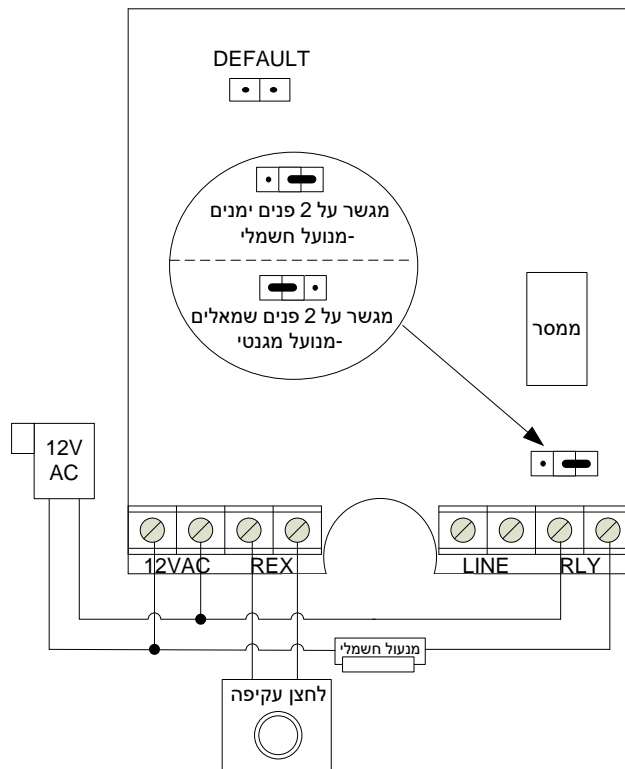 DEFAULT
מגשר על 2 פנים ימנים
-מנועל חשמלי
מגשר על 2 פנים שמאלים
-מנועל מגנטי
ממסר
12V
AC
12VAC
REX
LINE
RLY
מנעול חשמלי
לחצן עקיפה